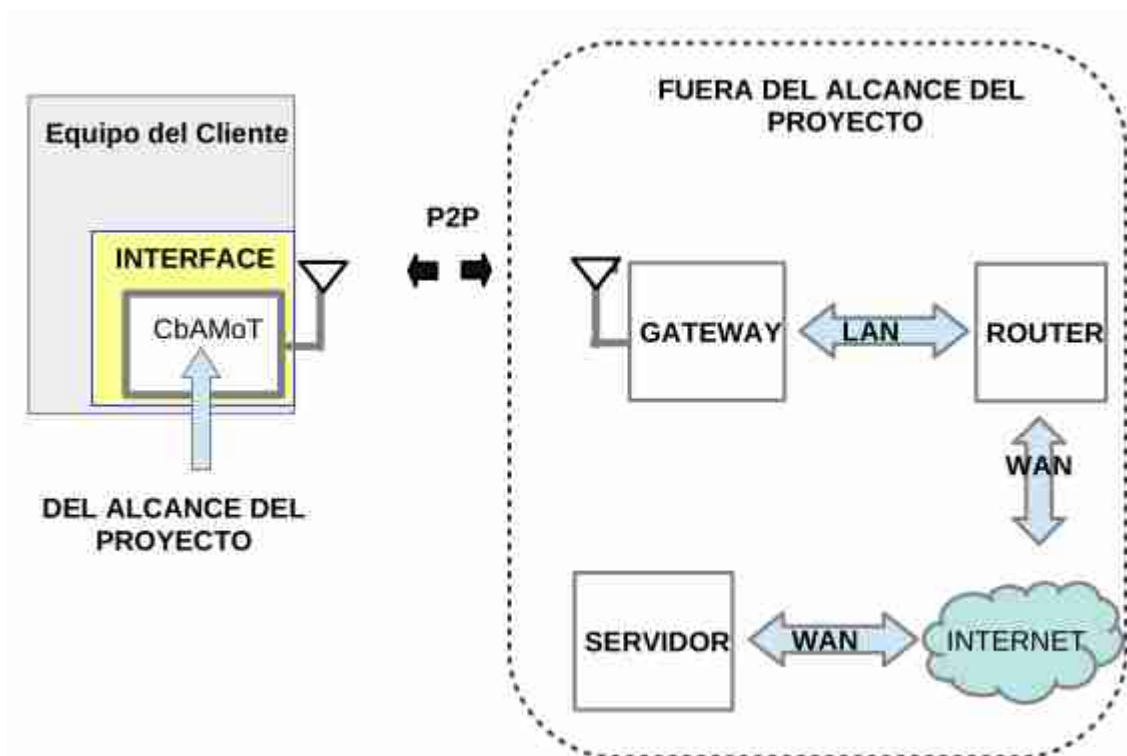 FUERA DEL ALCANCE DEL
PROYECTO
Equipo del Cliente
P2P
INTERFACE
CbAMoT
GATEWAY
LAN
ROUTER
WAN
DEL ALCANCE DEL
PROYECTO
SERVIDOR
WAN
INTERNET